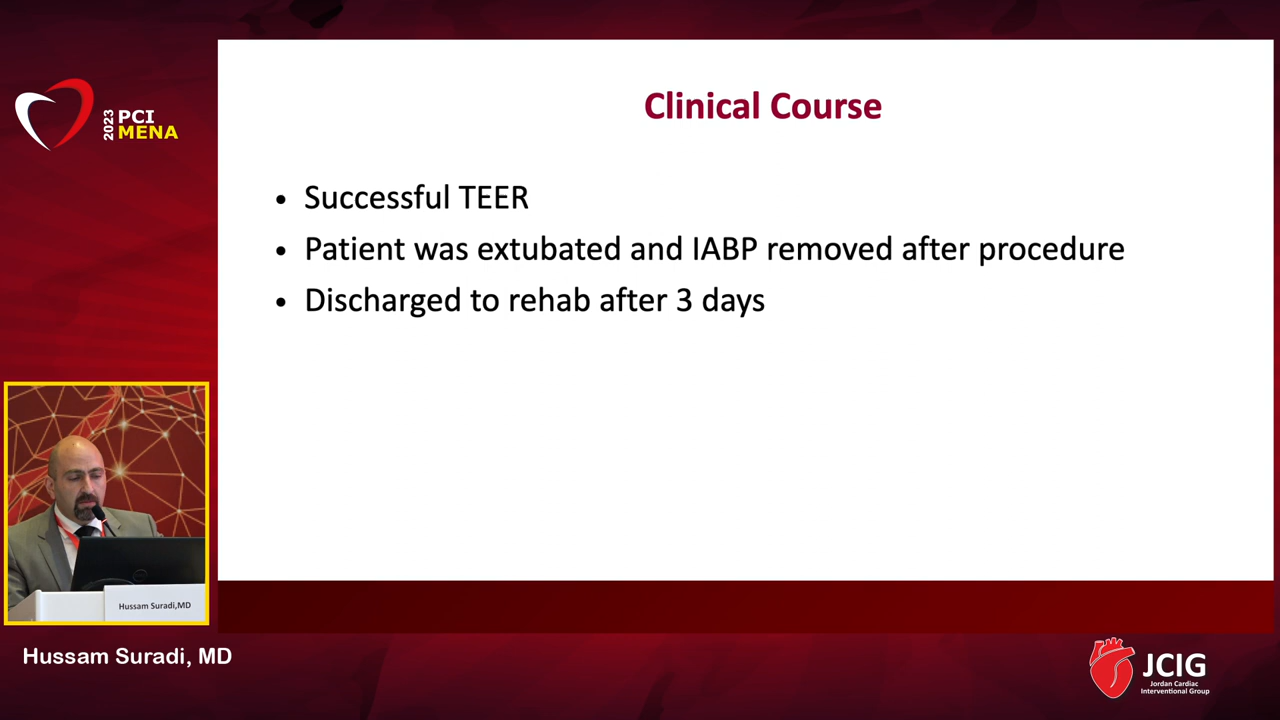 2023
PCI
MENA
Clinical Course
• Successful TEER
• Patient was extubated and IABP removed after procedure
• Discharged to rehab after 3 days
Hussam Suradi,MD
Hussam Suradi, MD
JCIG
Jordan Cardiac
Interventional Group